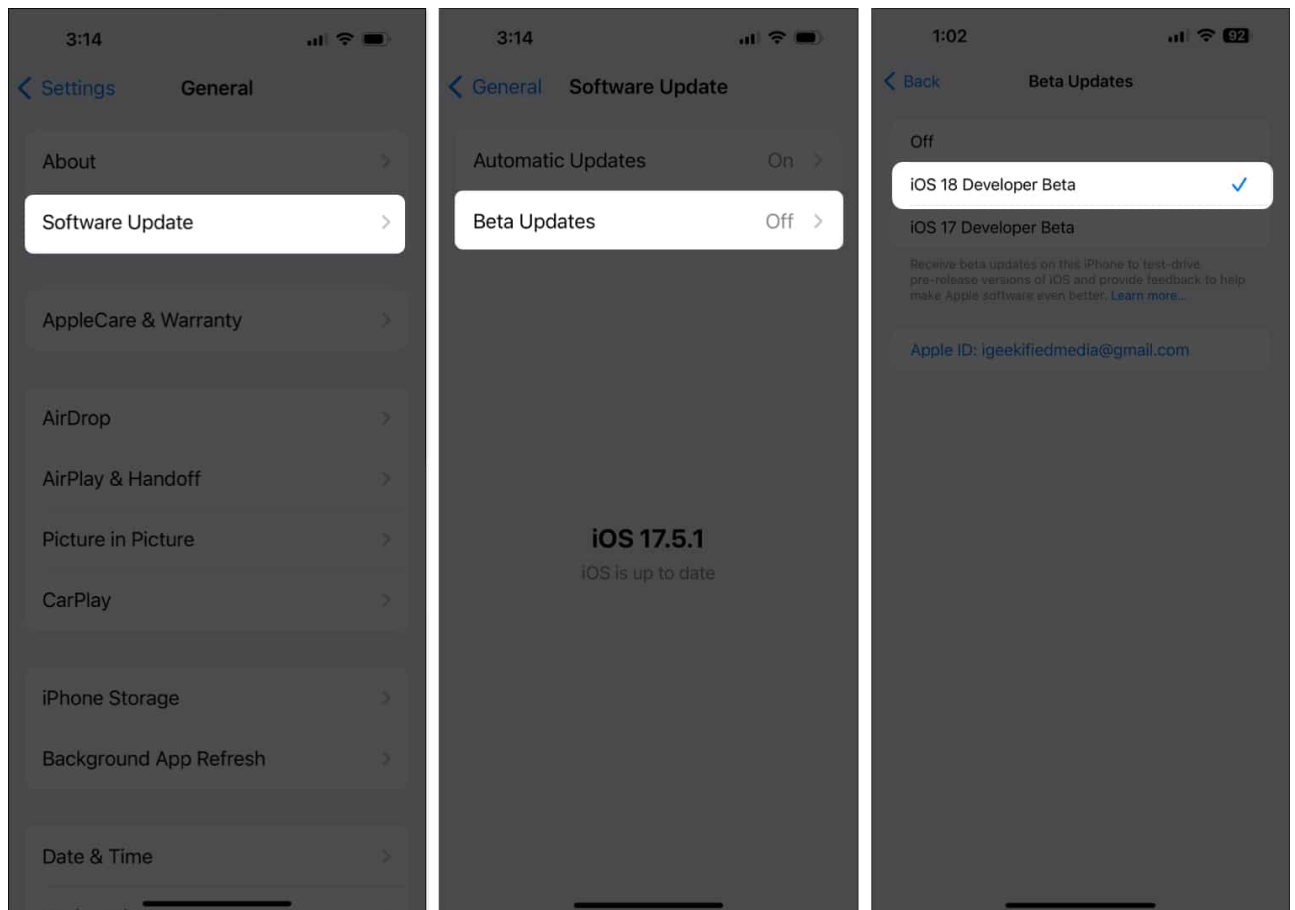 3:14
Settings
General
About
Software Update
AppleCare & Warranty
AirDrop
AirPlay & Handoff
Picture in Picture
CarPlay
iPhone Storage
Background App Refresh
Date & Time
3:14
General
Software Update
Automatic Updates On
Beta Updates Off
iOS 17.5.1
iOS is up to date
1:02
92
Back
Beta Updates
Off
iOS 18 Developer Beta
iOS 17 Developer Beta
Receive beta updates on this iPhone to test-drive
pre-release versions of iOS and provide feedback to help
make Apple software even better. Learn more...
Apple ID: igeekifiedmedia@gmail.com